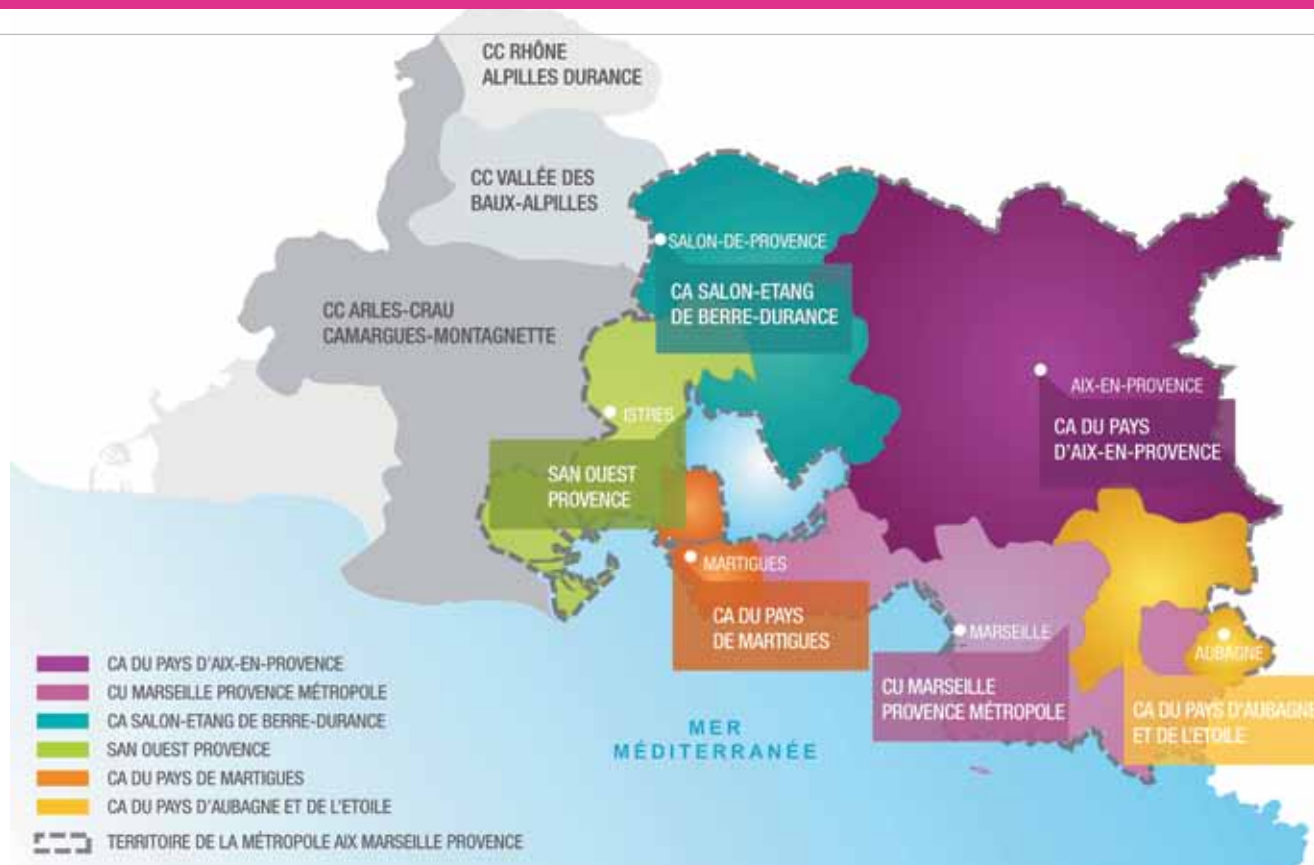 CC RHÔNE
ALPILLES DURANCE
CC VALLÉE DES
BAUX-ALPILLES
SALON-DE-PROVENCE
CA SALON-ETANG
DE BERRE-DURANCE
CC ARLES-CRAU
CAMARGUES-MONTAGNETTE
AIX-EN-PROVENCE
CA DU PAYS
D'AIX-EN-PROVENCE
ISTRES
SAN OUEST
PROVENCE
MARTIGUES
CA DU PAYS
DE MARTIGUES
MARSEILLE
CU MARSEILLE
PROVENCE MÉTROPOLE
AUBAGNE
CA DU PAYS D'AUBAGNE
ET DE L'ETOILE
MER
MÉDITERRANÉE
CA DU PAYS D'AIX-EN-PROVENCE
CU MARSEILLE PROVENCE MÉTROPOLE
CA SALON-ETANG DE BERRE-DURANCE
SAN OUEST PROVENCE
CA DU PAYS DE MARTIGUES
CA DU PAYS D'AUBAGNE ET DE L'ETOILE
TERRITOIRE DE LA MÉTROPOLE AIX MARSEILLE PROVENCE